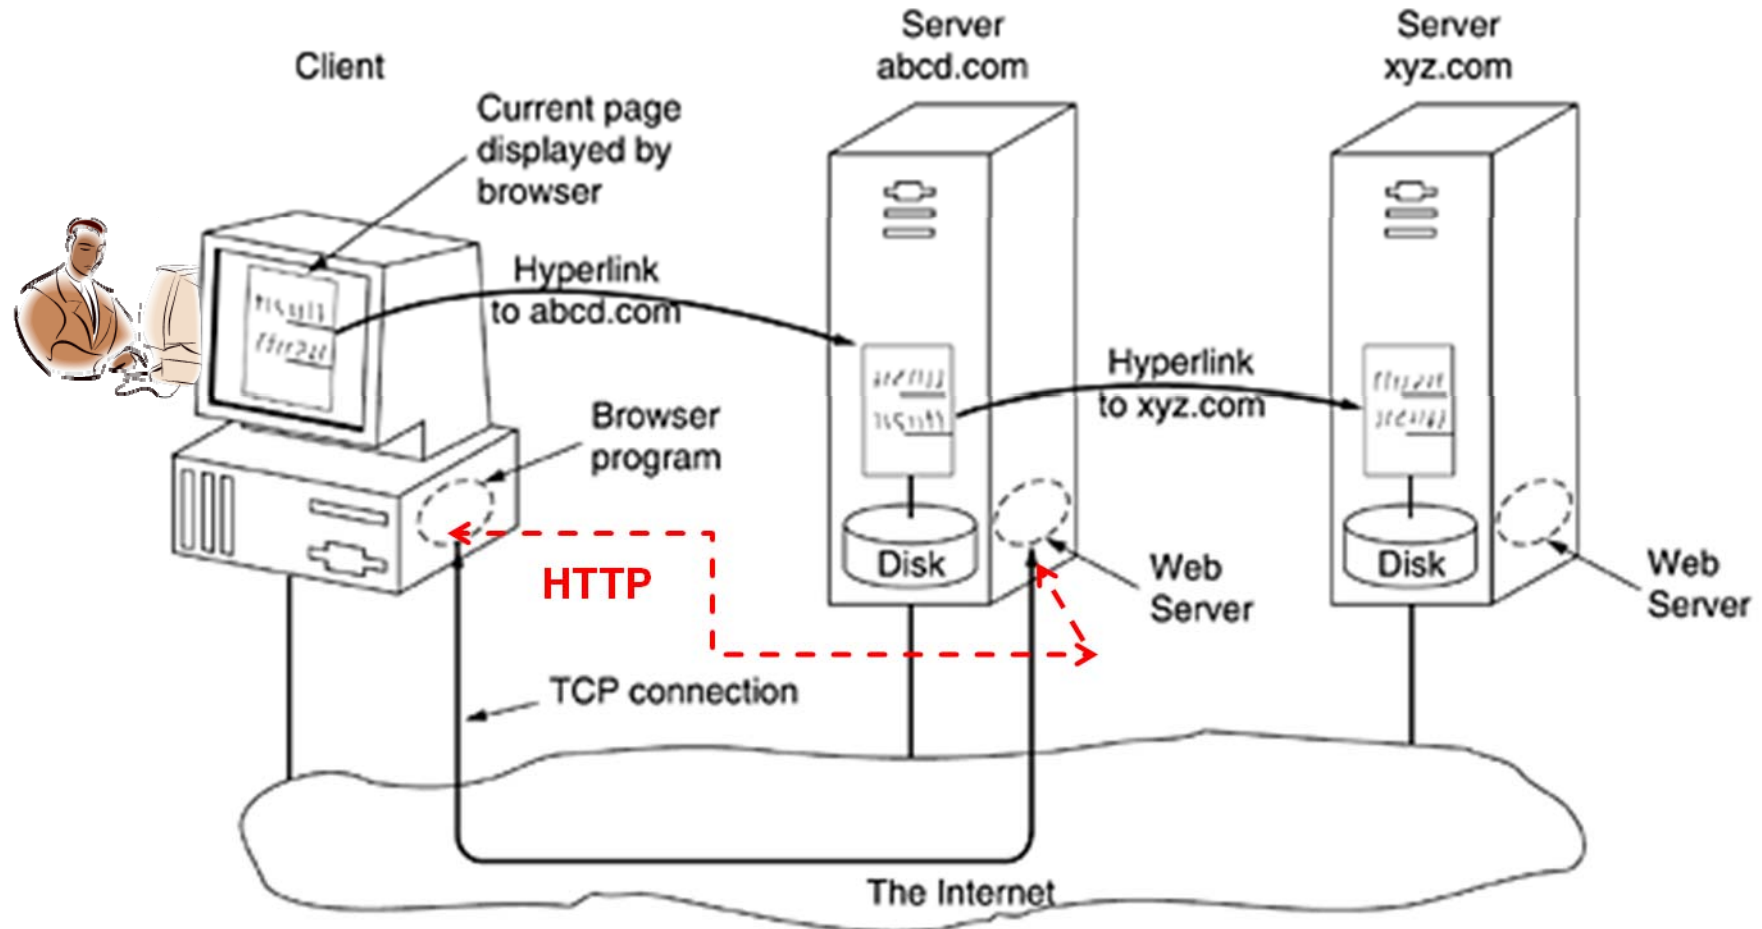 Client
Server
abcd.com
Server
xyz.com
Current page
displayed by
browser
Hyperlink
to abcd.com
Hyperlink
to xyz.com
Browser
program
HTTP
Disk
Web
Server
Disk
Web
Server
TCP connection
The Internet